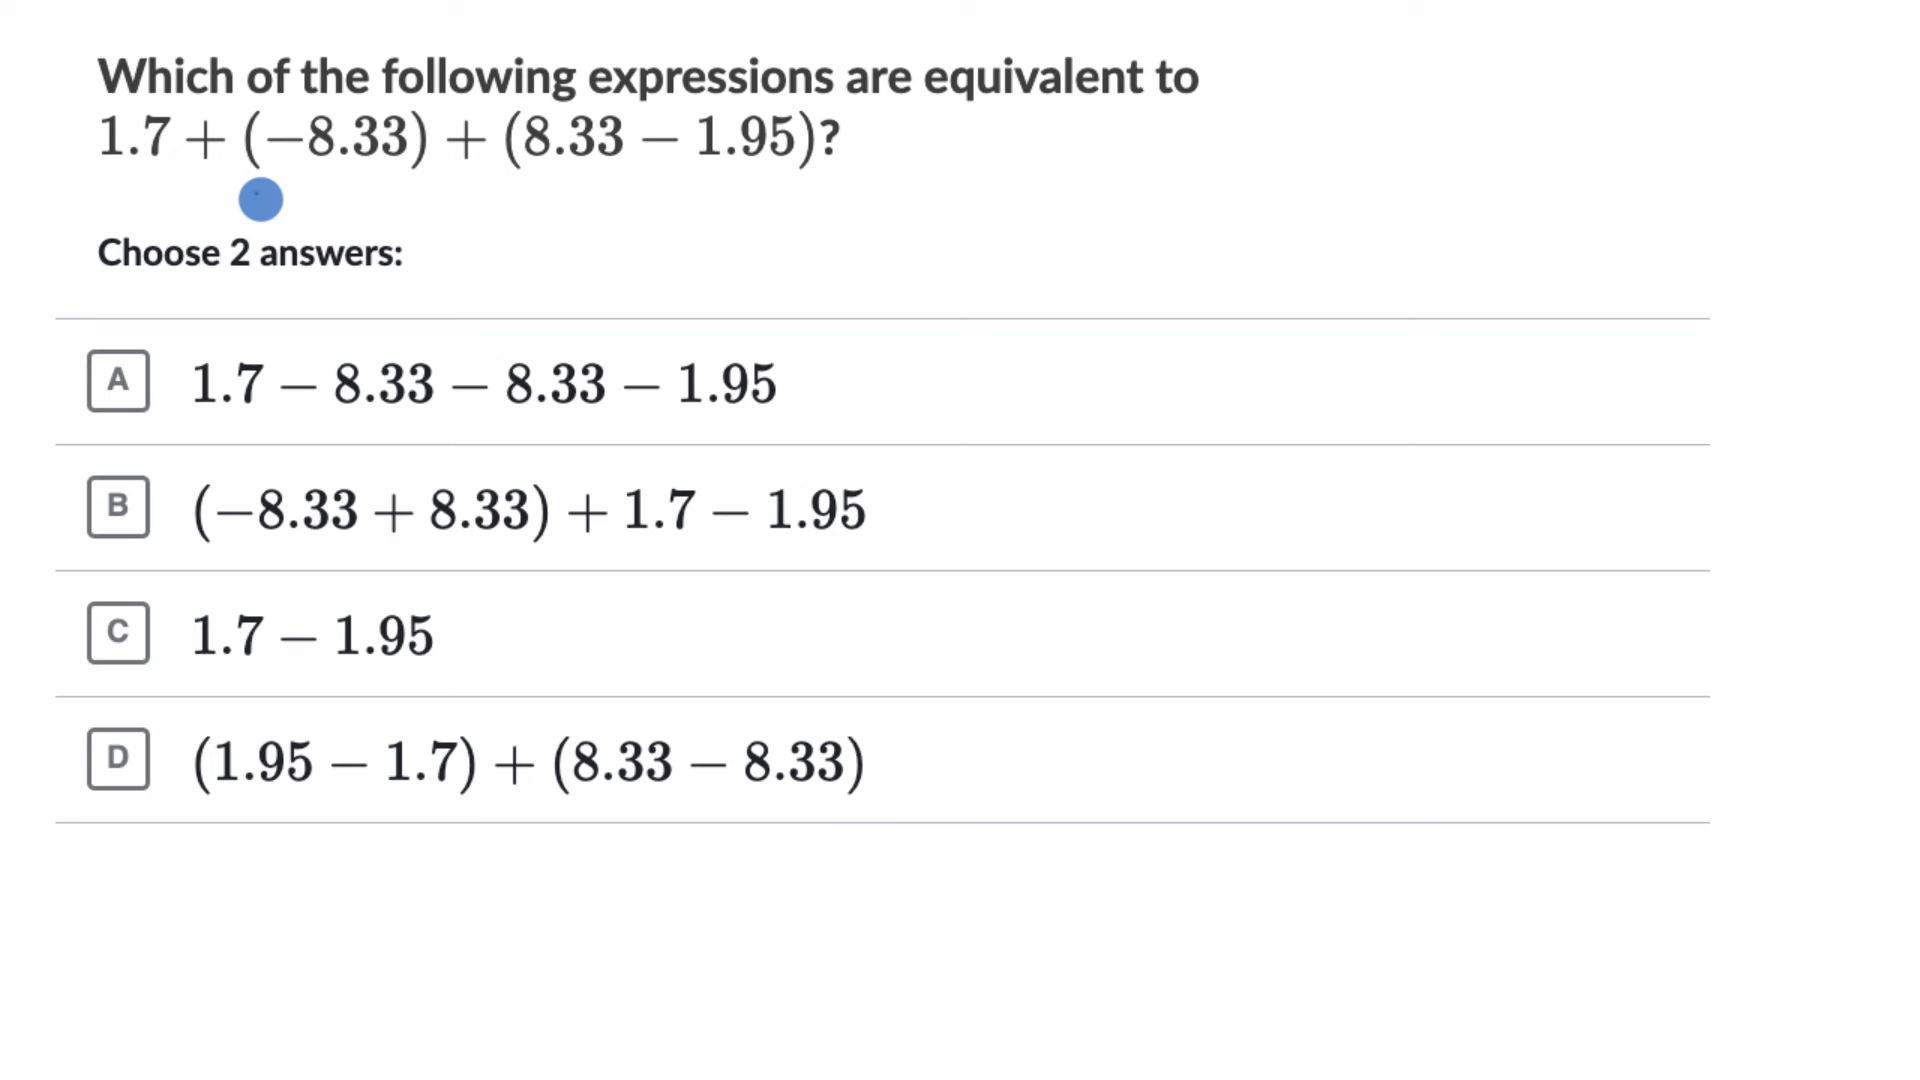 Which of the following expressions are equivalent to
1.7 + (−8.33) + (8.33 − 1.95)?
Choose 2 answers:
A 1.7 − 8.33 − 8.33 − 1.95
B (−8.33 + 8.33) + 1.7 − 1.95
C 1.7 − 1.95
D (1.95 − 1.7) + (8.33 − 8.33)